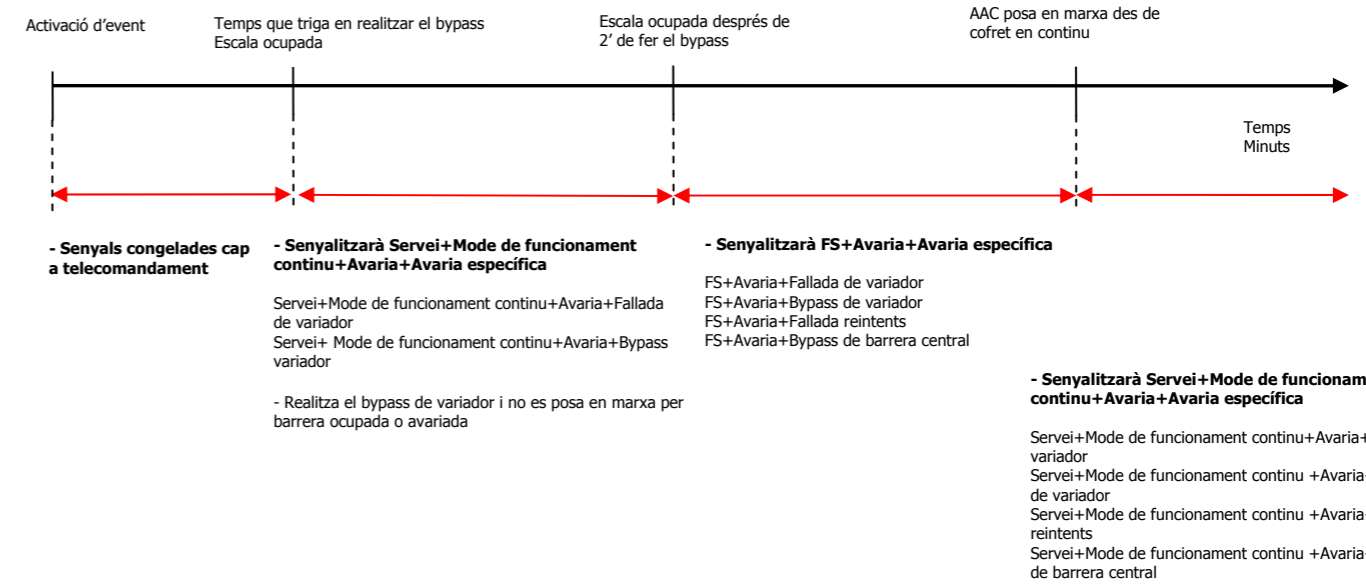 Activació d'event
Temps que triga en realitzar el bypass
Escala ocupada
Escala ocupada després de
2' de fer el bypass
AAC posa en marxa des de
cofret en continu
Temps
Minuts
- Senyals congelades cap
a telecomandament
- Senyalitzarà Servei+Mode de funcionament
continu+Avaria+Avaria específica
Servei+Mode de funcionament continu+Avaria+Fallada
de variador
Servei+ Mode de funcionament continu+Avaria+Bypass
variador
- Realitza el bypass de variador i no es posa en marxa per
barrera ocupada o avariada
- Senyalitzarà FS+Avaria+Avaria específica
FS+Avaria+Fallada de variador
FS+Avaria+Bypass de variador
FS+Avaria+Fallada reintents
FS+Avaria+Bypass de barrera central
- Senyalitzarà Servei+Mode de funcionam
continu+Avaria+Avaria específica
Servei+Mode de funcionament continu+Avaria+
variador
Servei+Mode de funcionament continu +Avaria
de variador
Servei+Mode de funcionament continu +Avaria
reintents
Servei+Mode de funcionament continu +Avaria
de barrera central